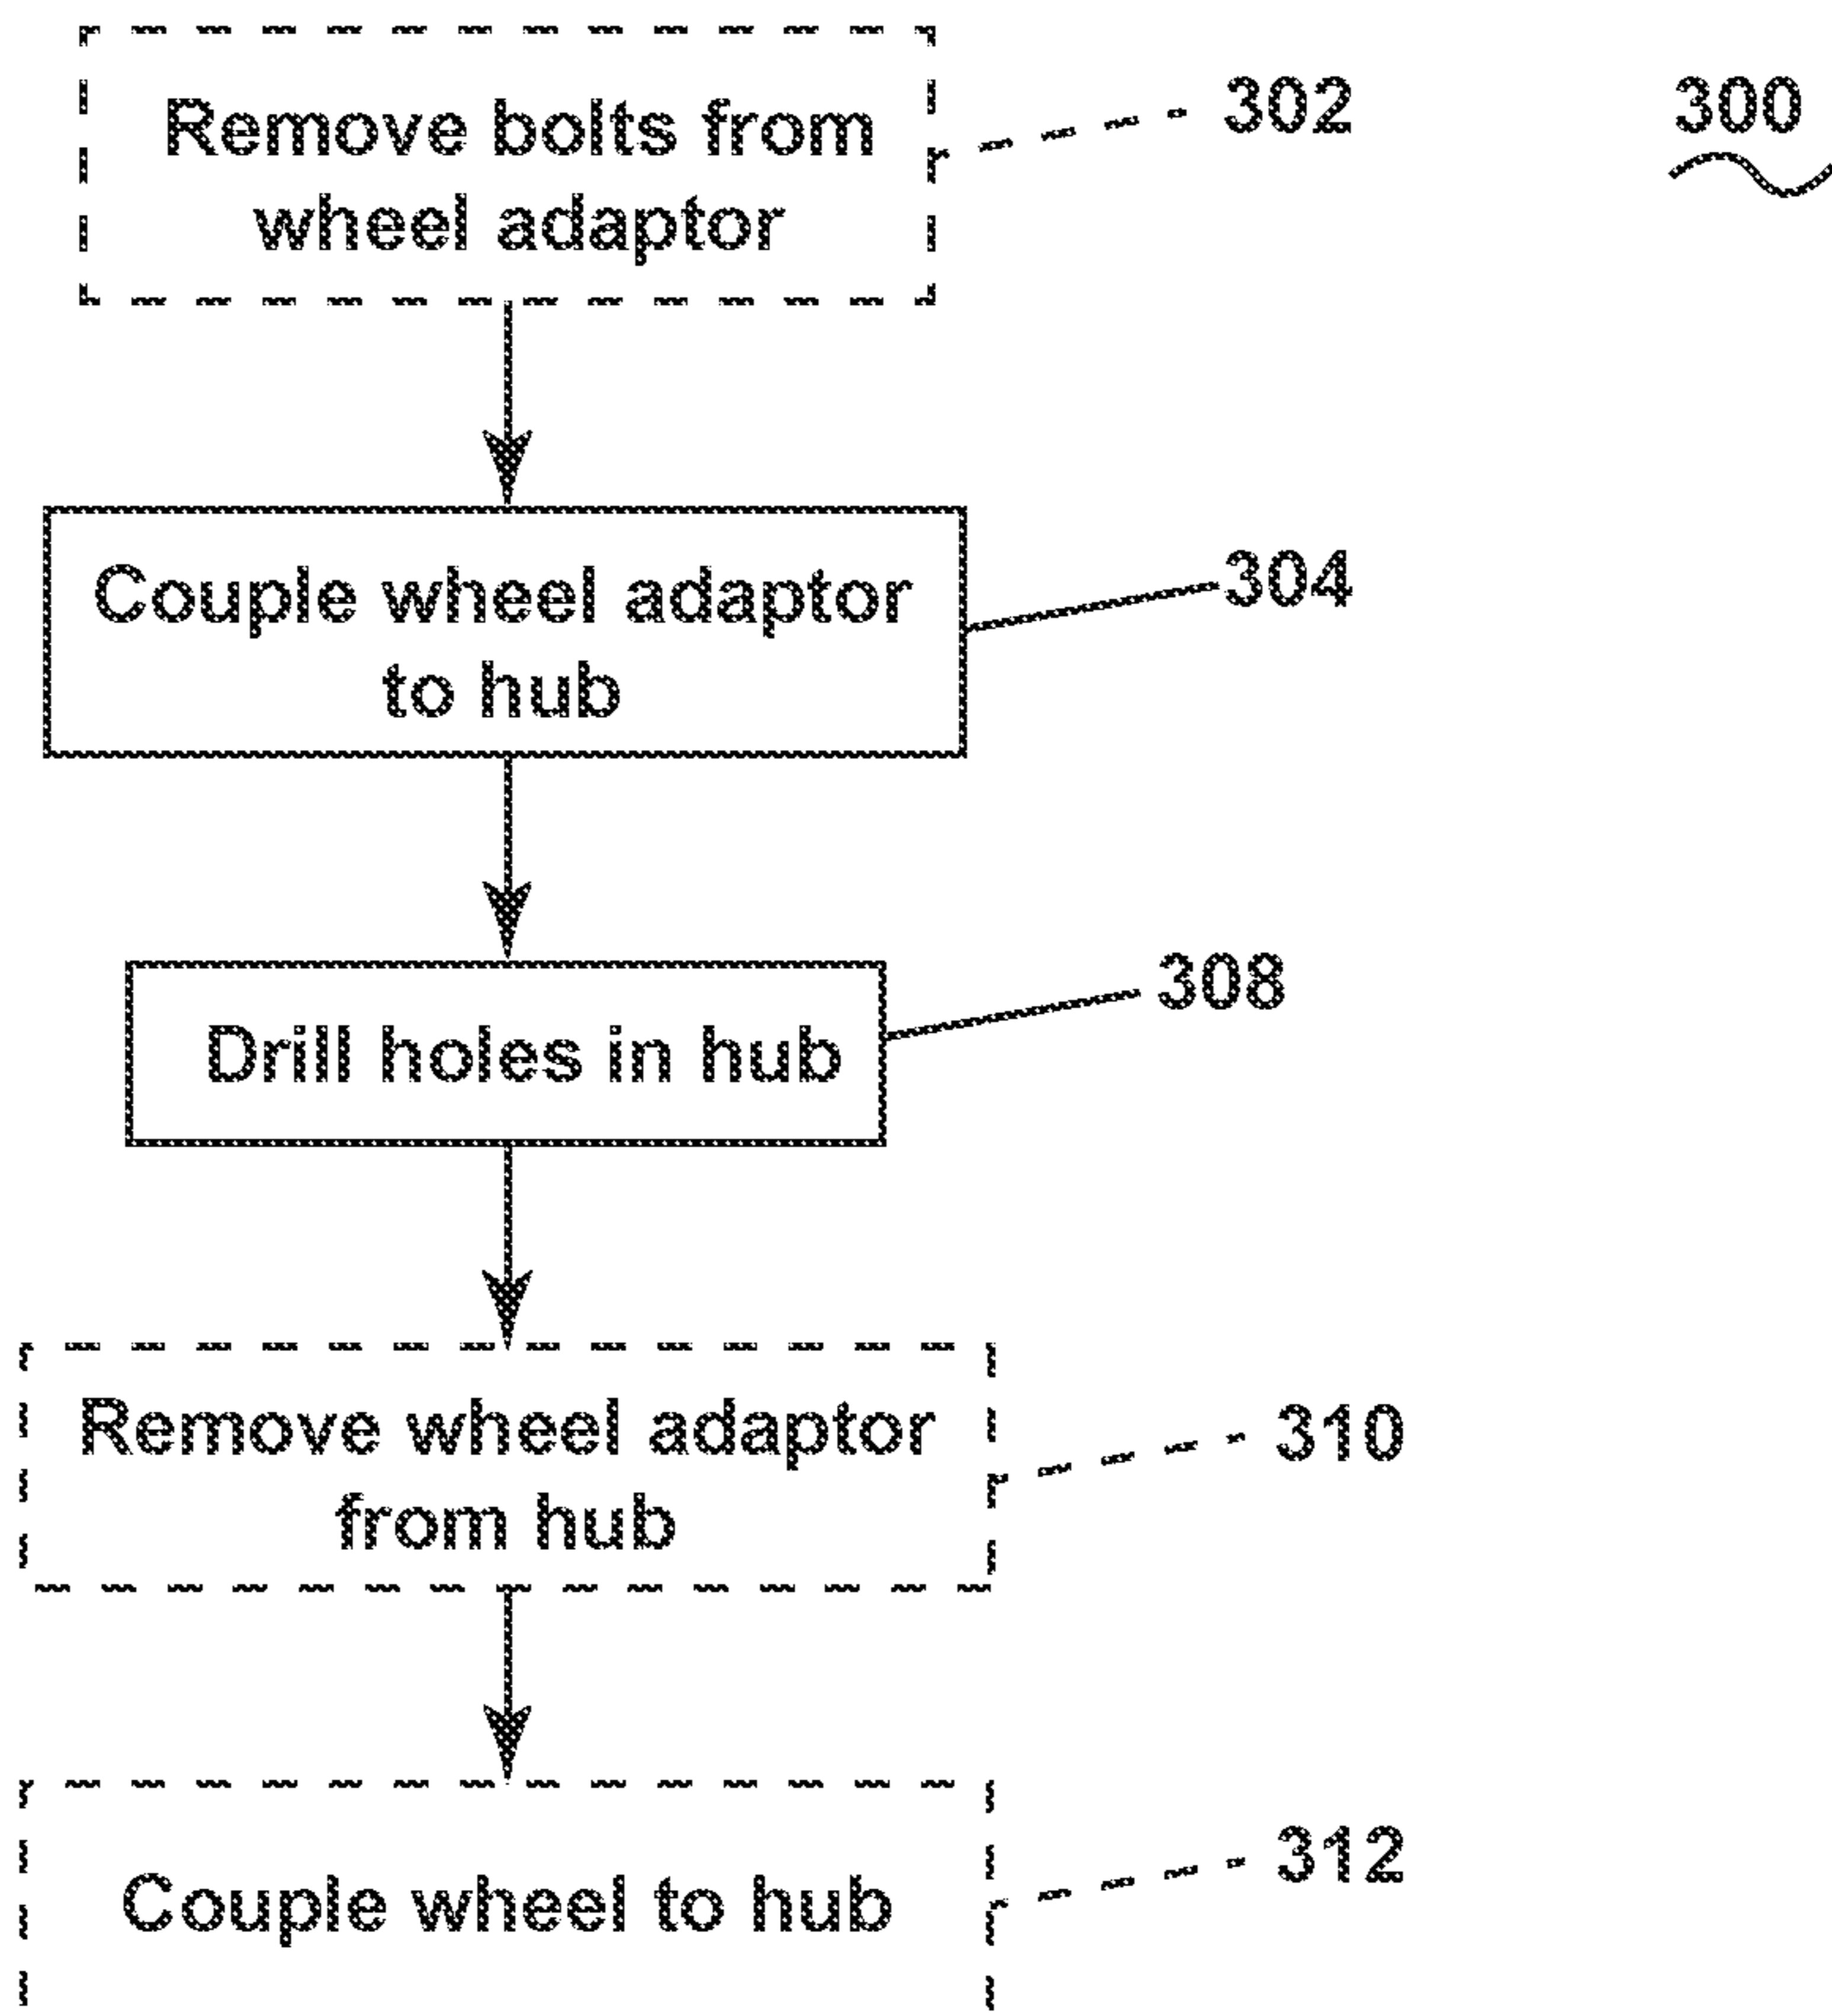 Remove bolts from
wheel adaptor
302
300
Couple wheel adaptor
to hub
304
Drill holes in hub
308
Remove wheel adaptor
from hub
310
Couple wheel to hub
312